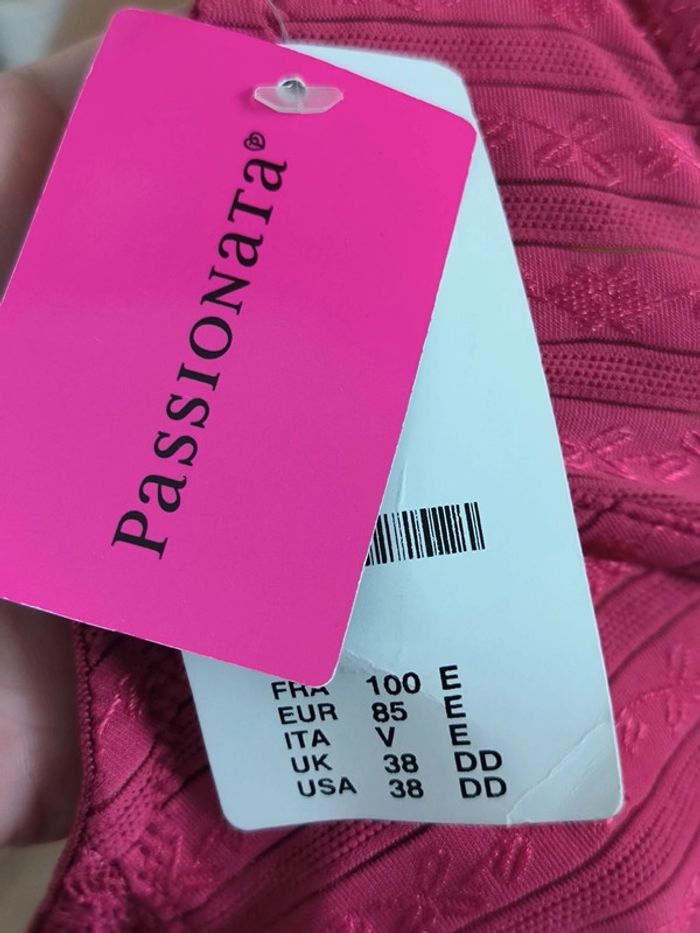 Passionata
FRA 100 E
EUR 85 E
ITA V E
UK 38 DD
USA 38 DD